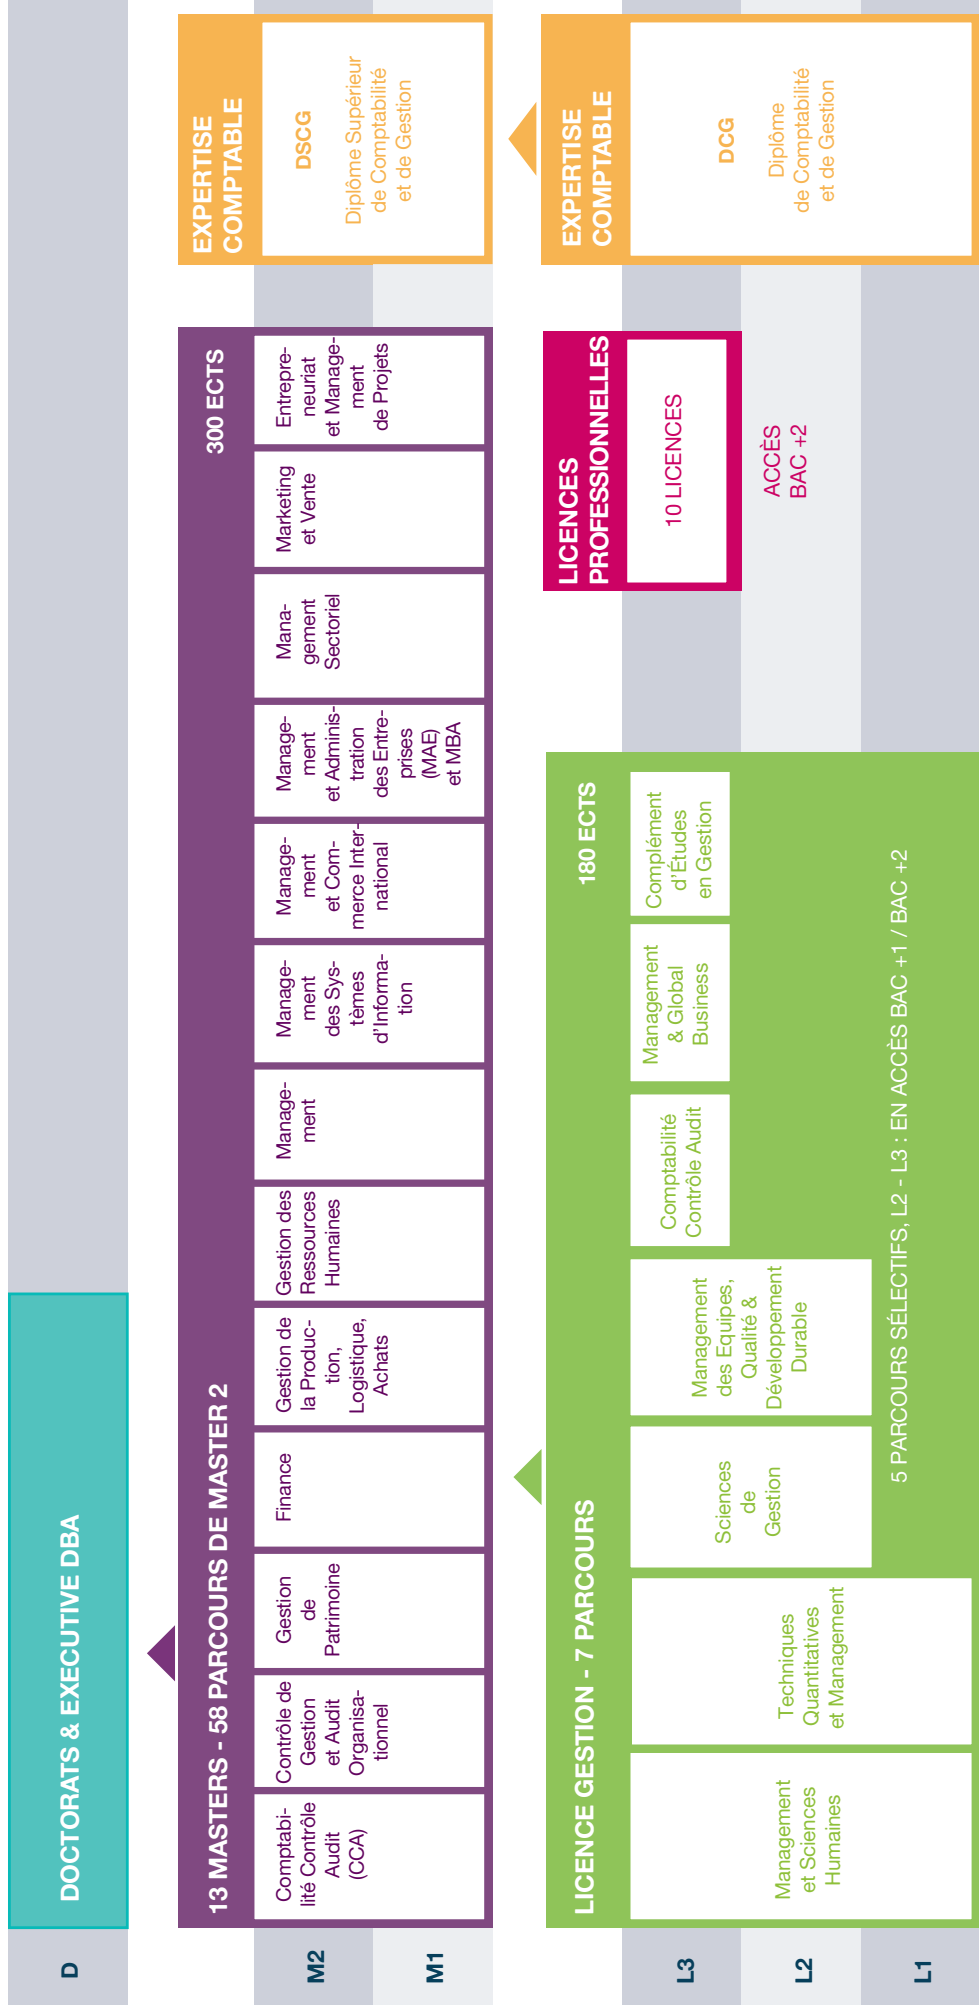 D
DOCTORATS & EXECUTIVE DBA
M2
M1
13 MASTERS - 58 PARCOURS DE MASTER 2
300 ECTS
Comptabi-
lité Contrôle
Audit
(CCA)
Contrôle de
Gestion
et Audit
Organisa-
tionnel
Gestion
de
Patrimoine
Finance
Gestion de
la Produc-
tion,
Logistique,
Achats
Gestion des
Ressources
Humaines
Manage-
ment
Manage-
ment
des Sys-
tèmes
d'Informa-
tion
Manage-
ment
et Com-
merce Inter-
national
Manage-
ment
et Adminis-
tration
des Entre-
prises
(MAE)
et MBA
Mana-
gement
Sectoriel
Marketing
et Vente
Entrepre-
neuriat
et Manage-
ment
de Projets
EXPERTISE
COMPTABLE
DSCG
Diplôme Supérieur
de Comptabilité
et de Gestion
L3
L2
L1
LICENCE GESTION - 7 PARCOURS
180 ECTS
Management
et Sciences
Humaines
Techniques
Quantitatives
et Management
Sciences
de
Gestion
Management
des Equipes,
Qualité &
Développement
Durable
Comptabilité
Contrôle Audit
Management
& Global
Business
Complément
d'Études
en Gestion
5 PARCOURS SÉLECTIFS, L2 - L3 : EN ACCÈS BAC +1 / BAC +2
LICENCES
PROFESSIONNELLES
10 LICENCES
ACCÈS
BAC +2
EXPERTISE
COMPTABLE
DCG
Diplôme
de Comptabilité
et de Gestion